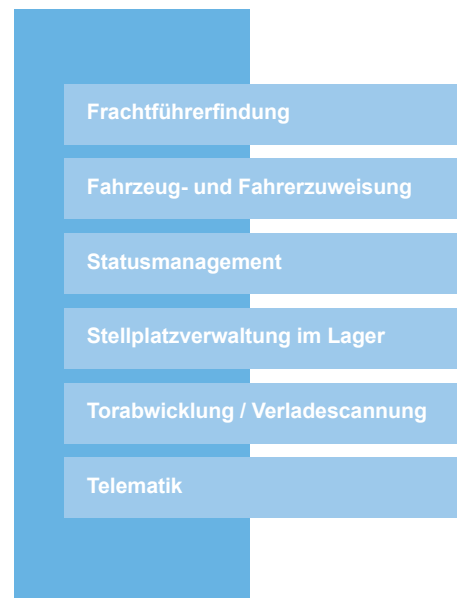 Frachtführerfindung
Fahrzeug- und Fahrerzuweisung
Statusmanagement
Stellplatzverwaltung im Lager
Torabwicklung / Verladescannung
Telematik